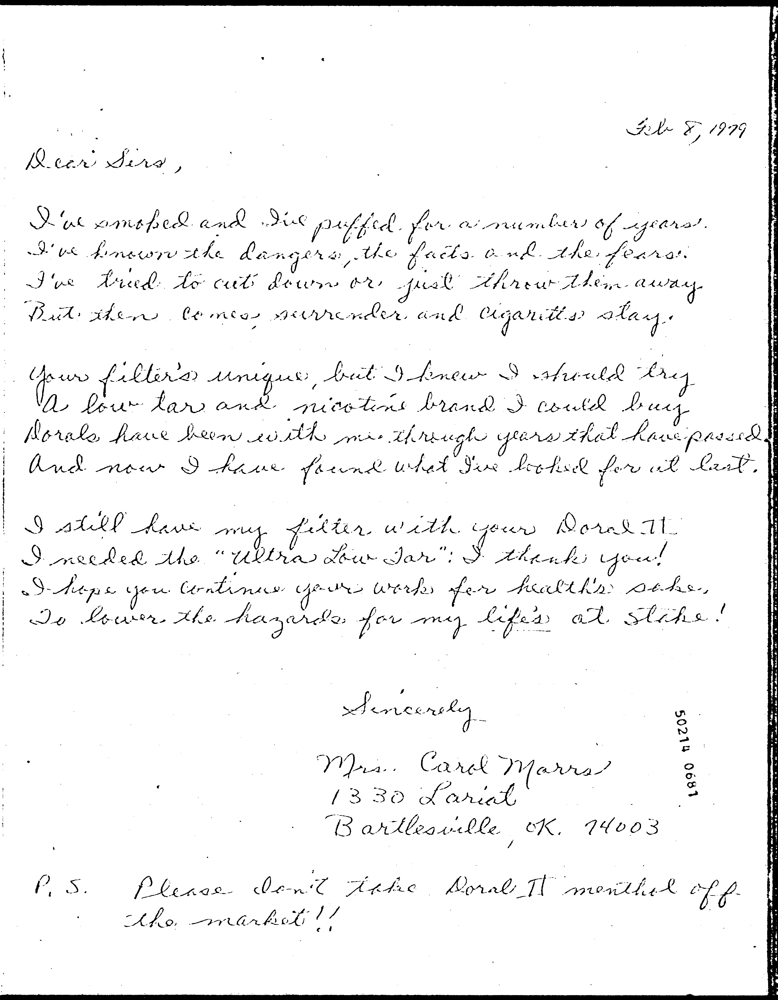 Feb 8, 1979
Dear Sirs,
I've smoked and I've puffed for a number of years.
I've known the dangers, the facts and the fears.
I've tried to cut down or just throw them away
But then comes surrender and cigaretts stay.
Your filter's unique, but I knew I should try
A low tar and nicotine brand I could buy
Dorals have been with me through years that have passed
And now I have found what I've looked for at last.
I still have my filter with your Doral II
I needed the "Ultra Low Tar": I thank you!
I hope you continue your work for health's sake,
To lower the hazards for my life's at stake!
Sincerely
Mrs. Carol Marrs
1330 Lariat
Bartlesville, OK. 74003
50214 0681
P.S. Please don't take Doral II menthol off
the market!!